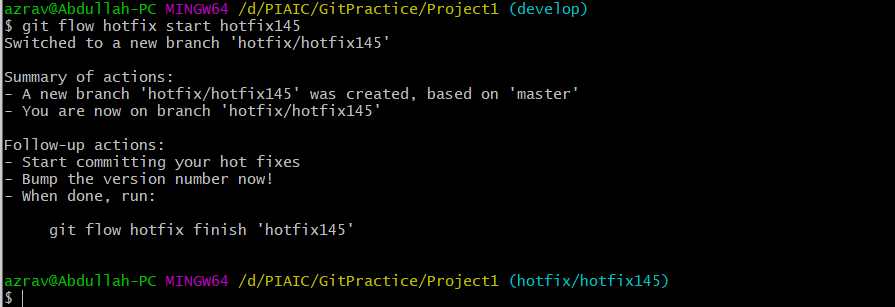 azrav@Abdullah-PC MINGW64 /d/PIAIC/GitPractice/Project1 (develop)
$ git flow hotfix start hotfix145
Switched to a new branch 'hotfix/hotfix145'
Summary of actions:
- A new branch 'hotfix/hotfix145' was created, based on 'master'
- You are now on branch 'hotfix/hotfix145'
Follow-up actions:
- Start committing your hot fixes
- Bump the version number now!
- When done, run:
git flow hotfix finish 'hotfix145'
azrav@Abdullah-PC MINGW64 /d/PIAIC/GitPractice/Project1 (hotfix/hotfix145)
$